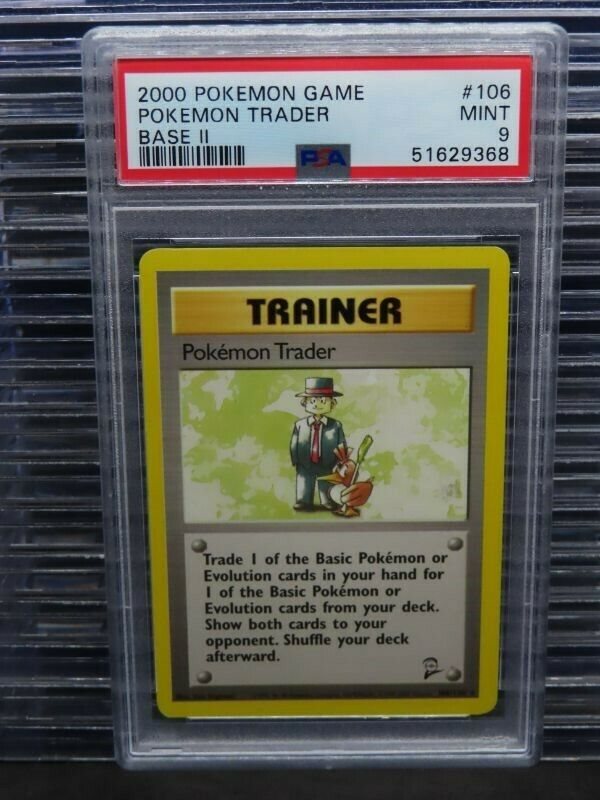 2000 POKEMON GAME #106
POKEMON TRADER MINT
BASE II 9
PSA 51629368
TRAINER
Pokémon Trader
Trade 1 of the Basic Pokémon or
Evolution cards in your hand for
1 of the Basic Pokémon or
Evolution cards from your deck.
Show both cards to your
opponent. Shuffle your deck
afterward.